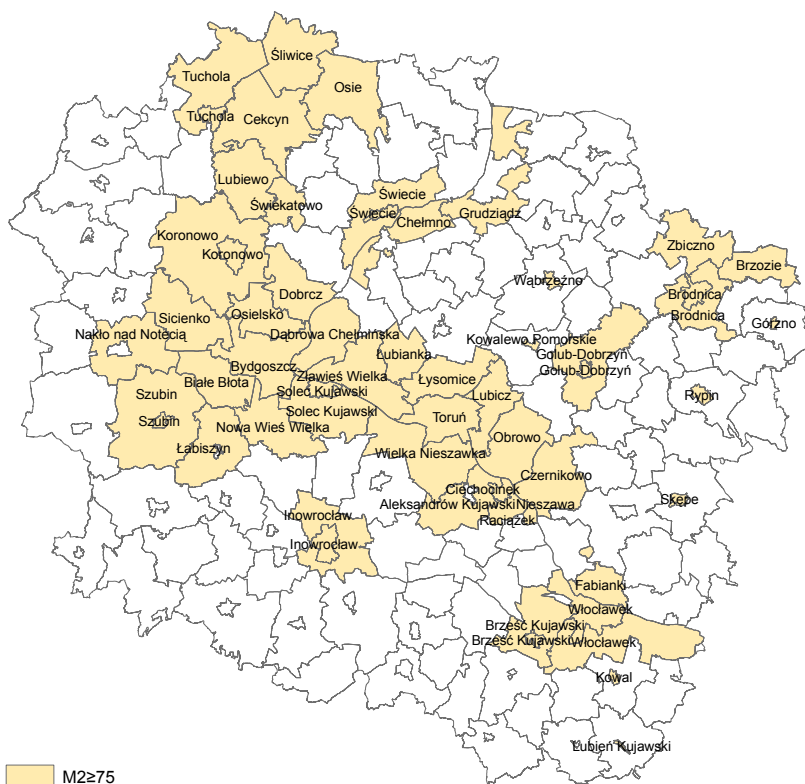 Śliwice
Tuchola
Osie
Tuchola
Cekcyn
Lubiewo
Świecie
Świekatowo
Świecie
Chełmno
Grudziądz
Koronowo
Koronowo
Zbiczno
Brzozie
Wąbrzeźno
Dobrcz
Brodnica
Brodnica
Górzno
Sicienko
Osielsko
Nakło nad Notecią
Dąbrowa Chełmińska
Kowalewo Pomorskie
Łubianka
Golub-Dobrzyń
Golub-Dobrzyń
Bydgoszcz
Zławieś Wielka
Łysomice
Białe Błota
Solec Kujawski
Lubicz
Szubin
Rypin
Solec Kujawski
Toruń
Szubin
Nowa Wieś Wielka
Obrowo
Łabiszyn
Wielka Nieszawka
Czernikowo
Ciechocinek
Aleksandrów Kujawski
Nieszawa
Skępe
Inowrocław
Raciążek
Inowrocław
Fabianki
Włocławek
Brześć Kujawski
Brześć Kujawski
Włocławek
Kowal
Lubień Kujawski
M2≥75